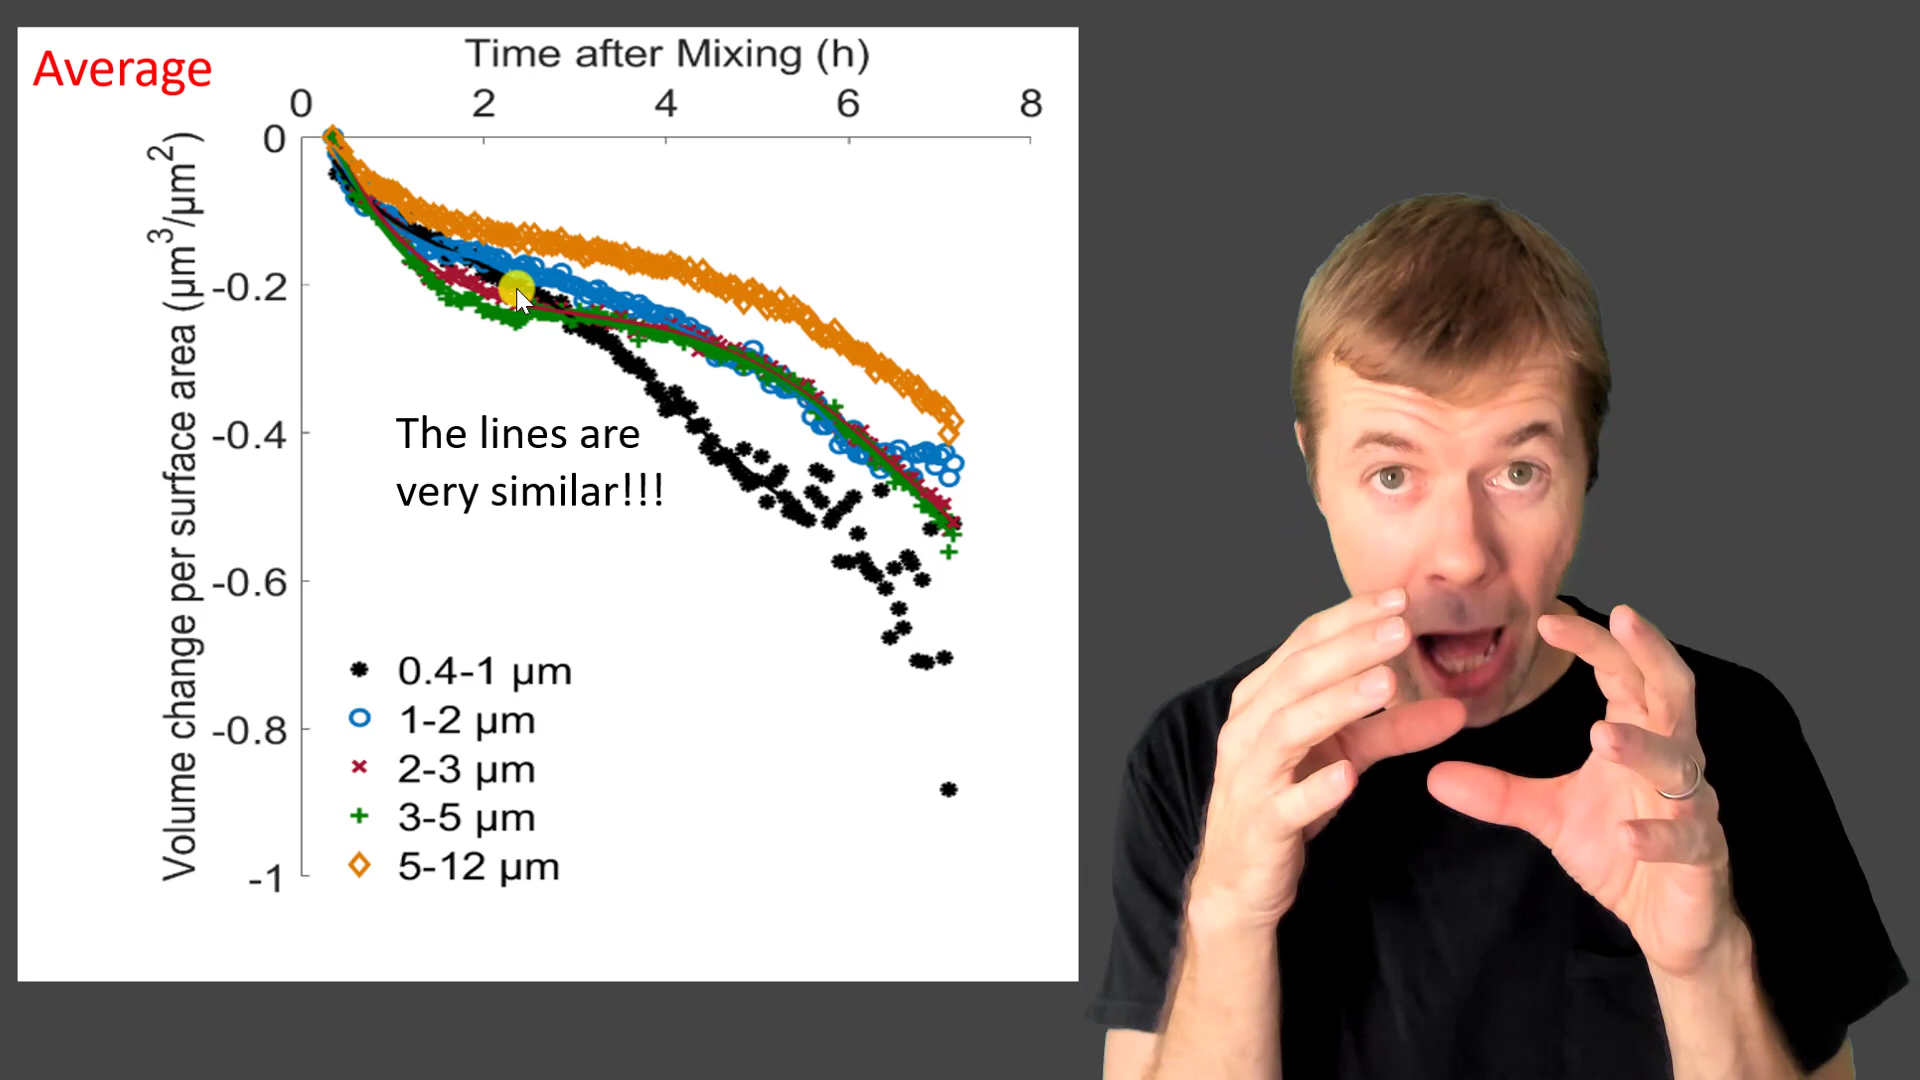 Average
Time after Mixing (h)
0 2 4 6 8
Volume change per surface area (µm³/µm²)
0
-0.2
-0.4
-0.6
-0.8
-1
The lines are
very similar!!!
0.4-1 µm
1-2 µm
2-3 µm
3-5 µm
5-12 µm